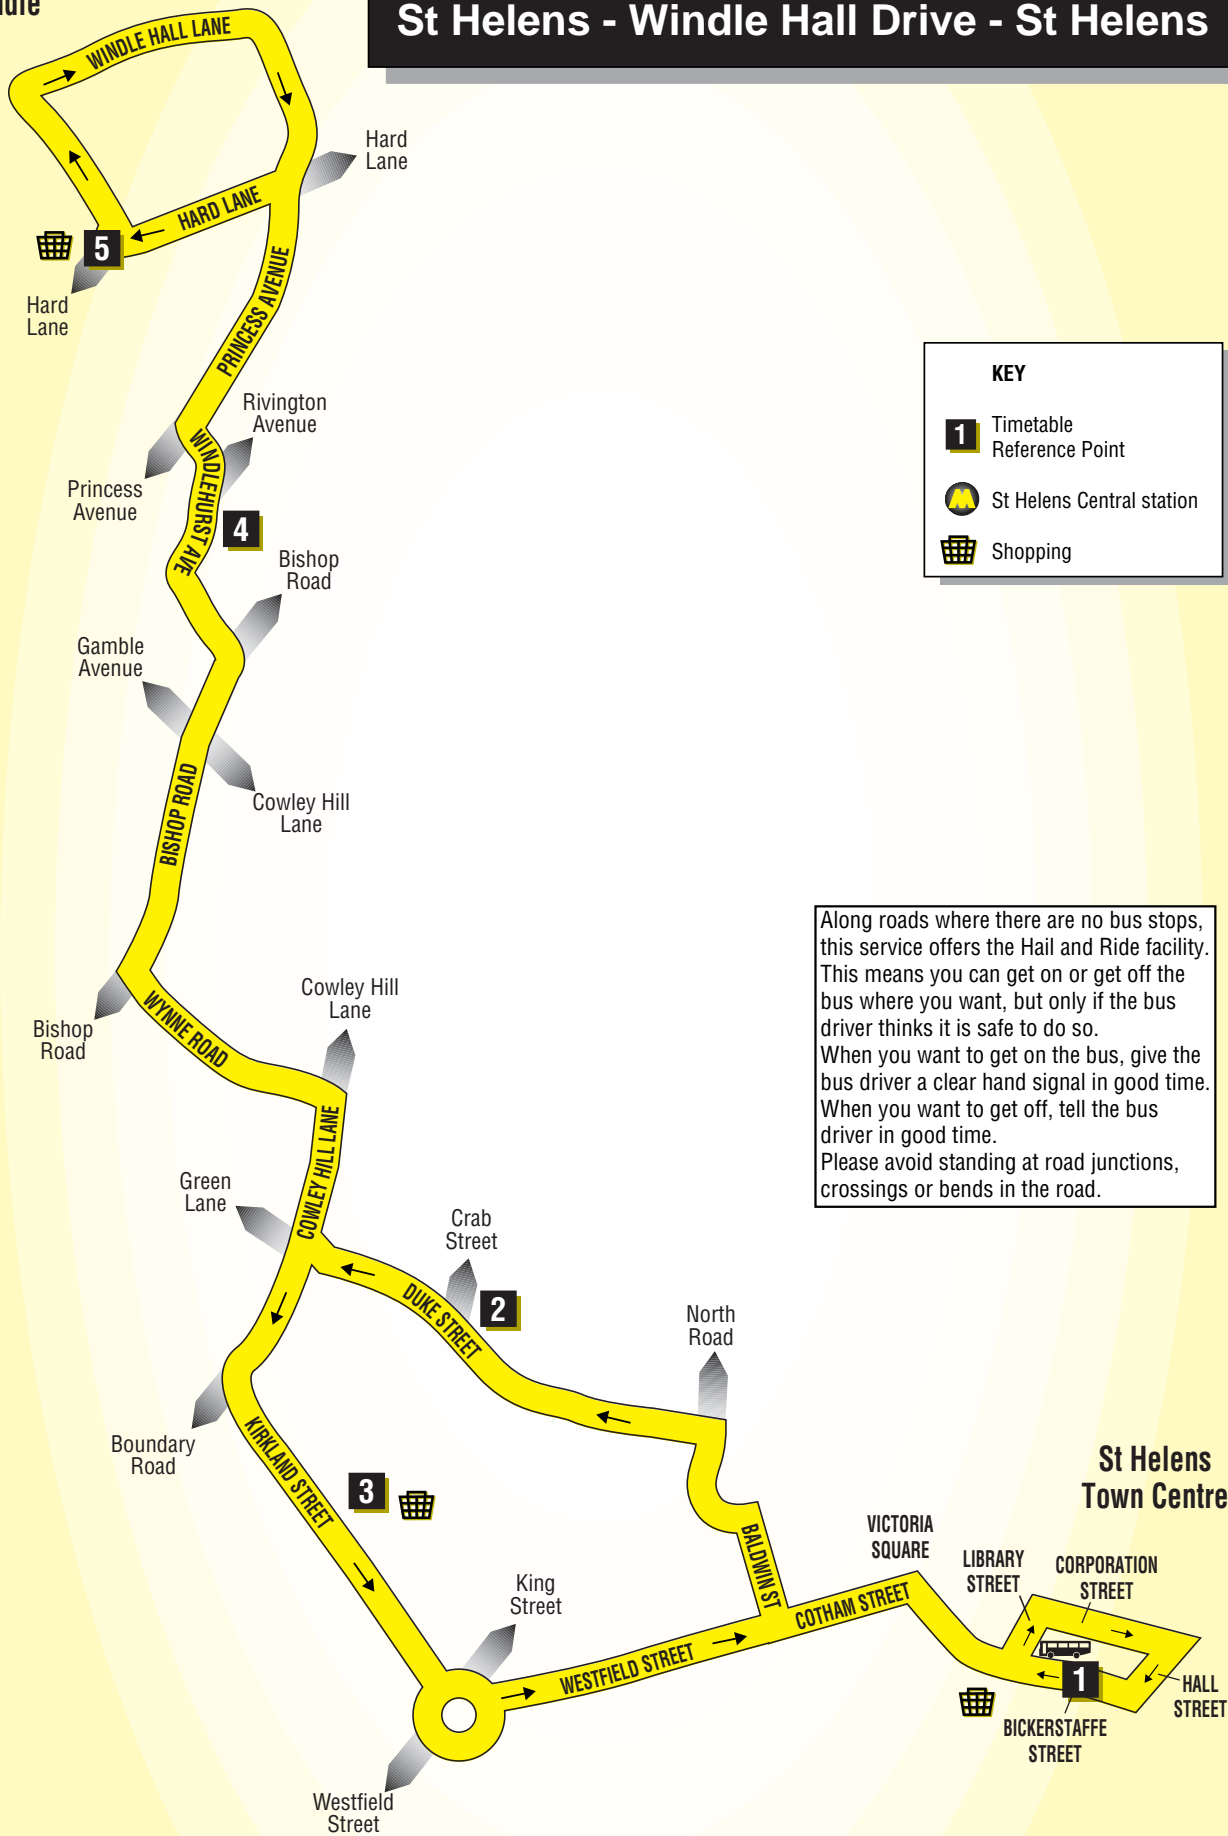 St Helens - Windle Hall Drive - St Helens
WINDLE HALL LANE
Hard
Lane
HARD LANE
5
Hard
Lane
PRINCESS AVENUE
KEY
1
Timetable
Reference Point
St Helens Central station
Shopping
Rivington
Avenue
WINDLEHURST AVE
Princess
Avenue
4
Bishop
Road
Gamble
Avenue
Cowley Hill
Lane
BISHOP ROAD
Along roads where there are no bus stops,
this service offers the Hail and Ride facility.
This means you can get on or get off the
bus where you want, but only if the bus
driver thinks it is safe to do so.
When you want to get on the bus, give the
bus driver a clear hand signal in good time.
When you want to get off, tell the bus
driver in good time.
Please avoid standing at road junctions,
crossings or bends in the road.
Cowley Hill
Lane
WYNNE ROAD
Bishop
Road
COWLEY HILL LANE
Green
Lane
Crab
Street
2
DUKE STREET
North
Road
Boundary
Road
KIRKLAND STREET
3
St Helens
Town Centre
BALDWIN ST
VICTORIA
SQUARE
LIBRARY
STREET
CORPORATION
STREET
King
Street
COTHAM STREET
WESTFIELD STREET
1
HALL
STREET
BICKERSTAFFE
STREET
Westfield
Street